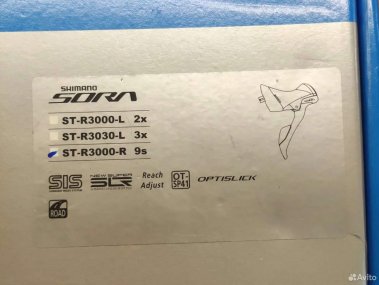 SHIMANO
SORA
ST-R3000-L 2x
ST-R3030-L 3x
ST-R3000-R 9s
SIS
NEW SUPER
SLR
Reach
Adjust
OT-
SP41
OPTISLICK
ROAD
Avito